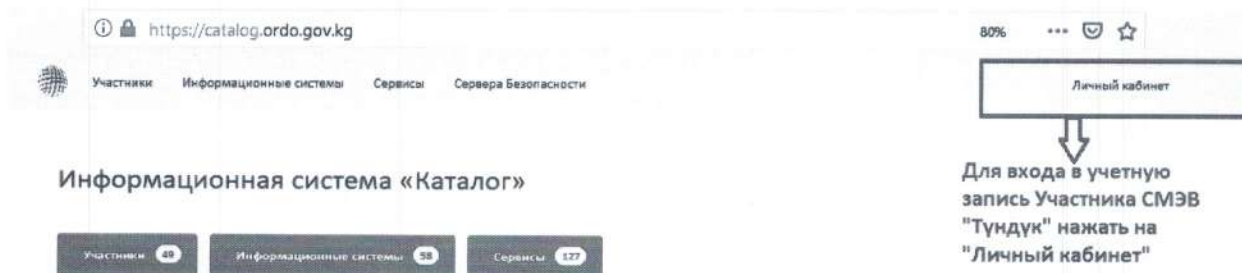 https://catalog.ordo.gov.kg
80%
Участники Информационные системы Сервисы Сервера Безопасности
Личный кабинет
Информационная система «Каталог»
Для входа в учетную
запись Участника СМЭВ
"Түндүк" нажать на
"Личный кабинет"
Участники 49 Информационные системы 58 Сервисы 127